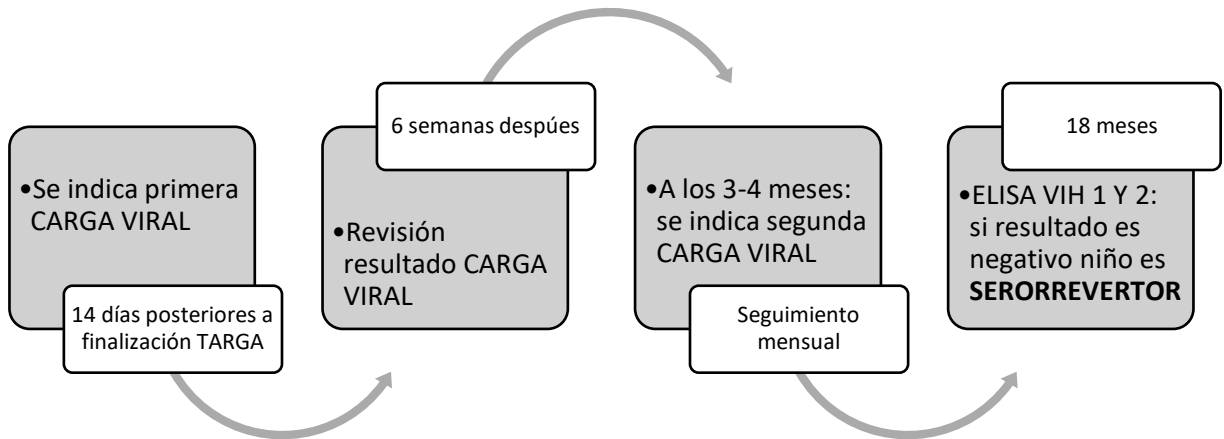 •Se indica primera
CARGA VIRAL
14 días posteriores a
finalización TARGA
6 semanas despúes
•Revisión
resultado CARGA
VIRAL
•A los 3-4 meses:
se indica segunda
CARGA VIRAL
Seguimiento
mensual
18 meses
•ELISA VIH 1 Y 2:
si resultado es
negativo niño es
SERORREVERTOR